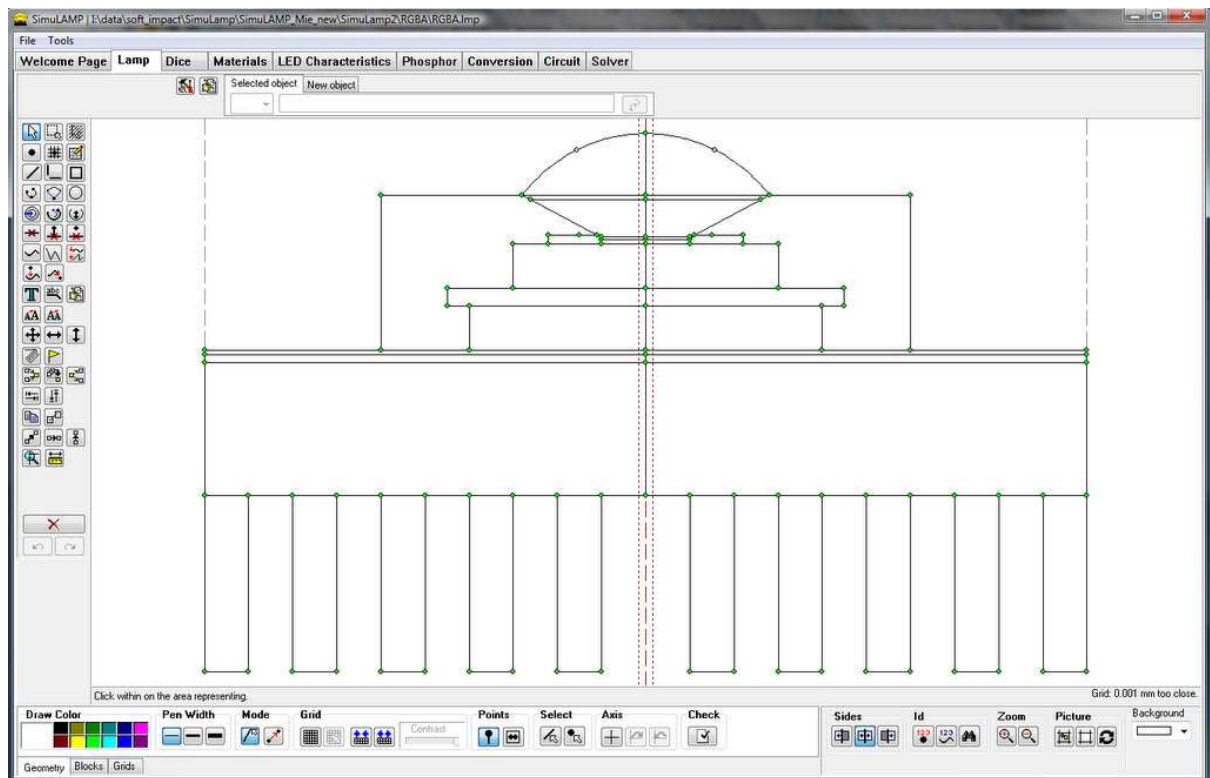 SimuLAMP | I:\data\soft_impact\SimuLamp\SimuLAMP_Mie_new\SimuLamp2\RGBA\RGBA.lmp
File Tools
Welcome Page Lamp Dice Materials LED Characteristics Phosphor Conversion Circuit Solver
Selected object New object
Click within on the area representing.
Grid: 0.001 mm too close.
Draw Color Pen Width Mode Grid Points Select Axis Check Sides Id Zoom Picture Background
Contrast
Geometry Blocks Grids